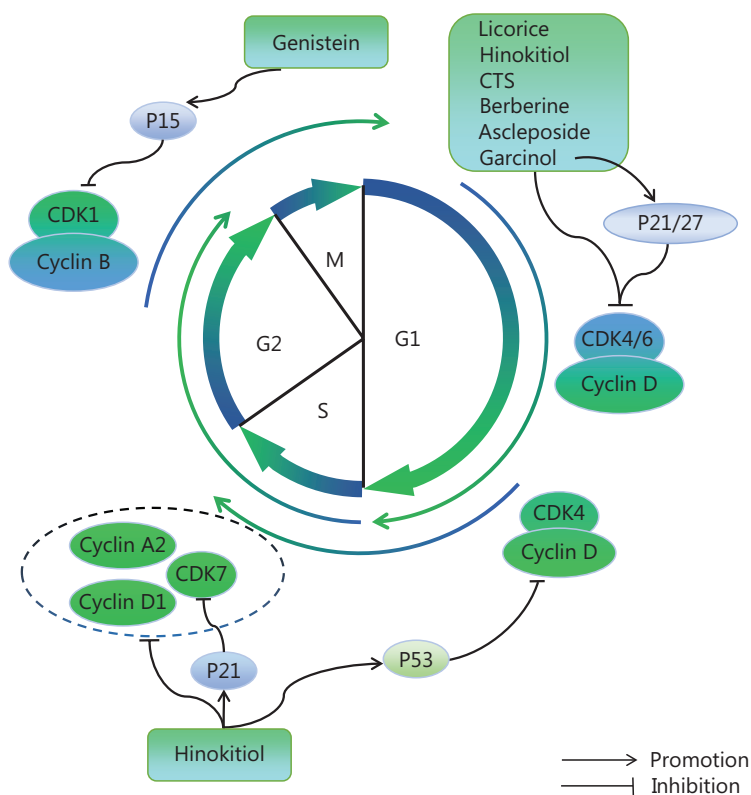 Genistein
P15
CDK1
Cyclin B
Licorice
Hinokitiol
CTS
Berberine
Ascleposide
Garcinol
P21/27
CDK4/6
Cyclin D
M
G1
G2
S
Cyclin A2
CDK7
Cyclin D1
P21
Hinokitiol
P53
CDK4
Cyclin D
Promotion
Inhibition